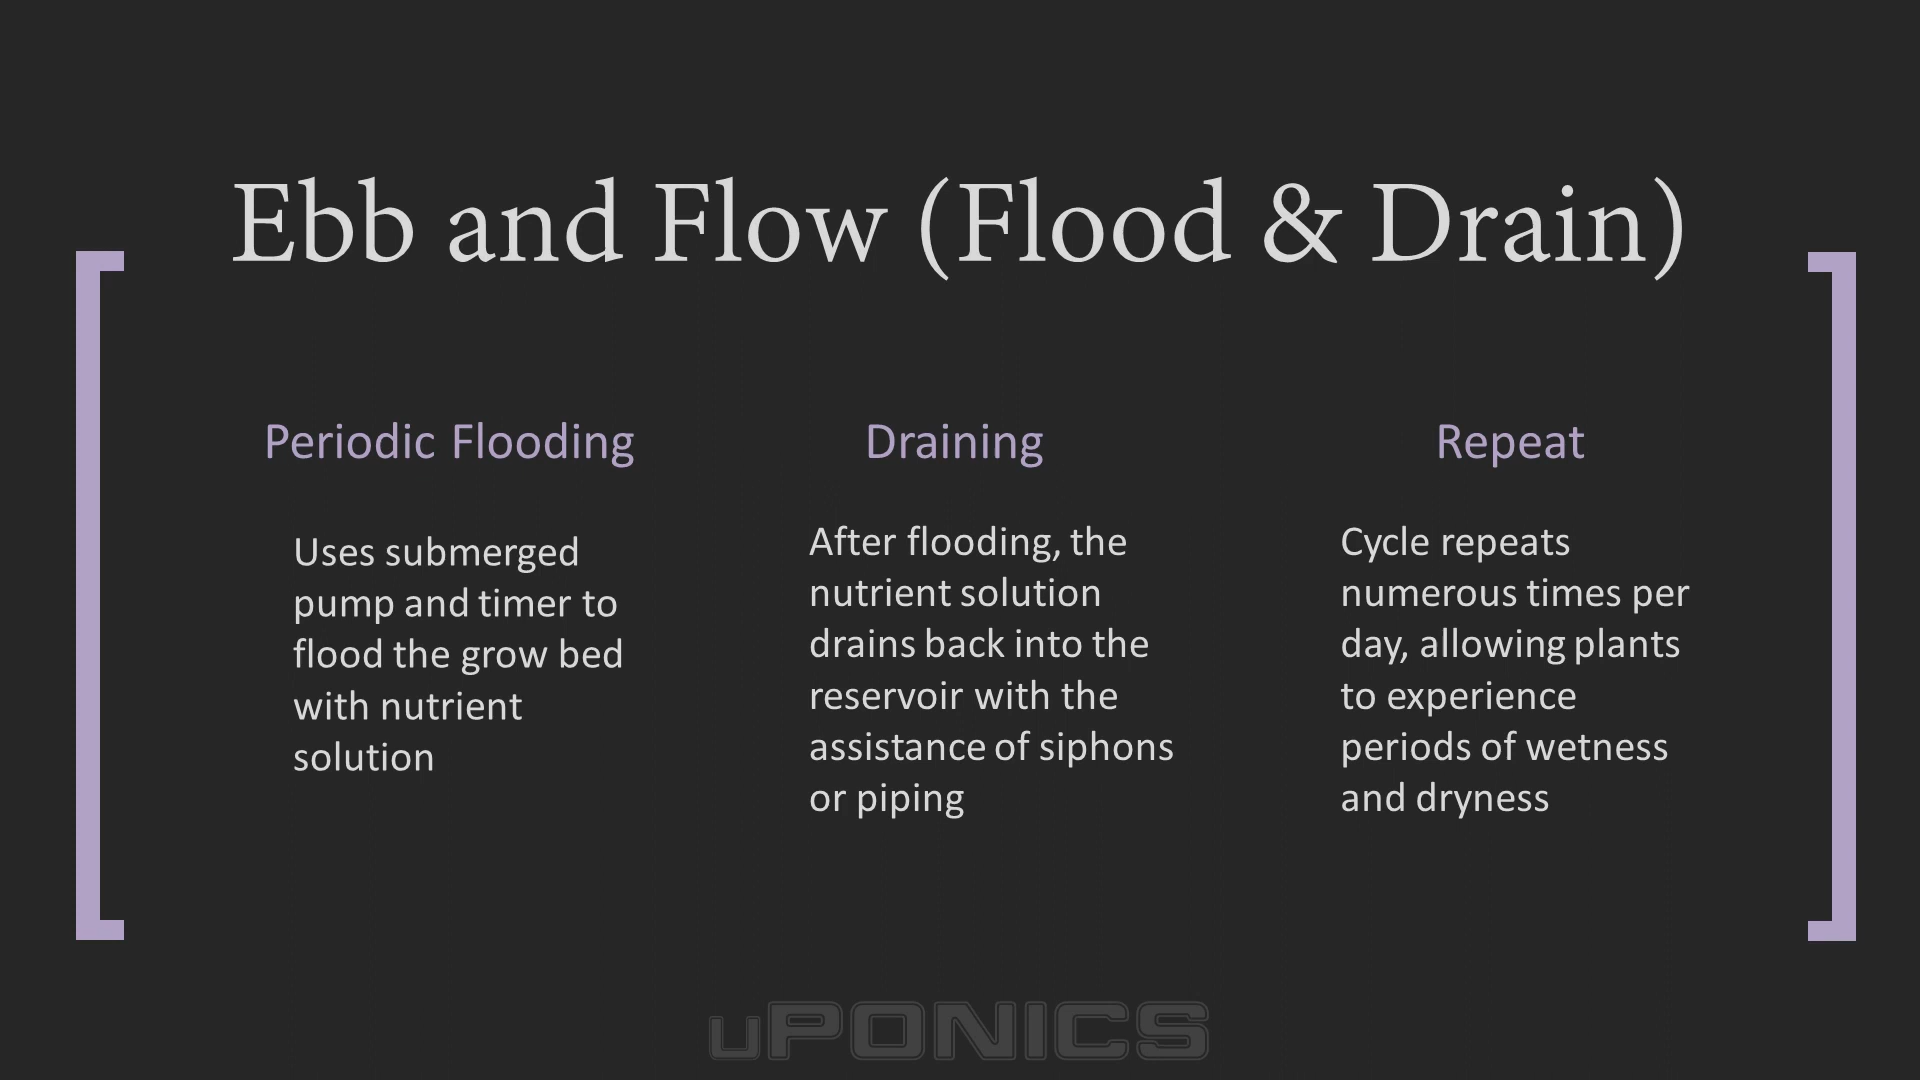 Ebb and Flow (Flood & Drain)
Periodic Flooding
Uses submerged
pump and timer to
flood the grow bed
with nutrient
solution
Draining
After flooding, the
nutrient solution
drains back into the
reservoir with the
assistance of siphons
or piping
Repeat
Cycle repeats
numerous times per
day, allowing plants
to experience
periods of wetness
and dryness
uPONICS